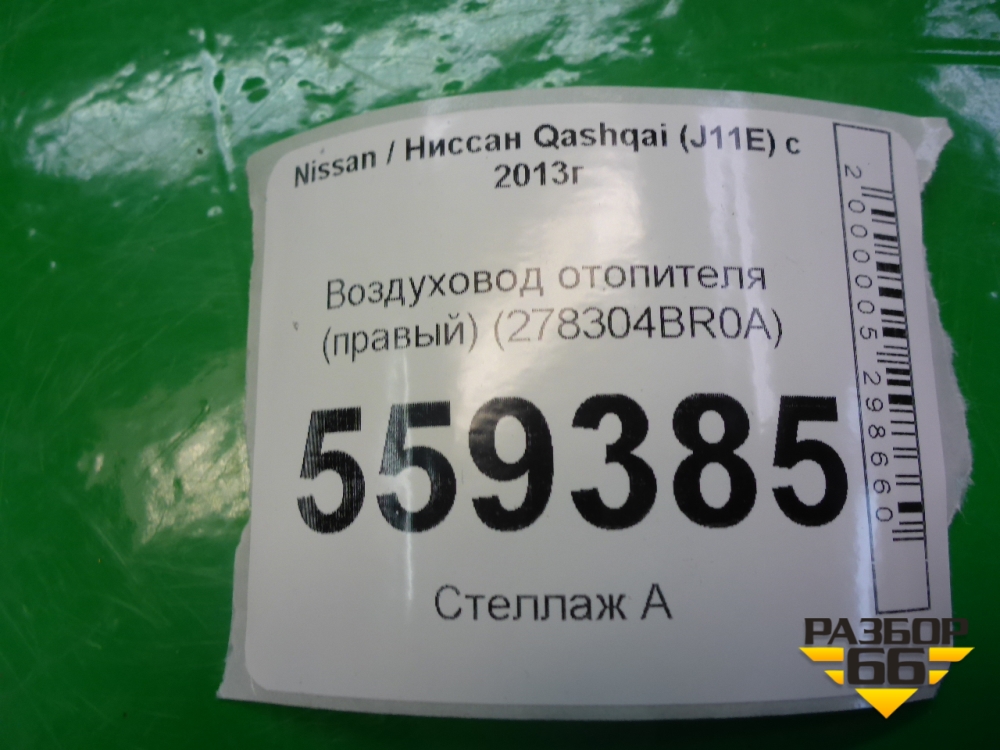 Nissan / Ниссан Qashqai (J11E) с
2013г
Воздуховод отопителя
(правый) (278304BR0A)
559385
Стеллаж А
2000005298660
РАЗБОР
66